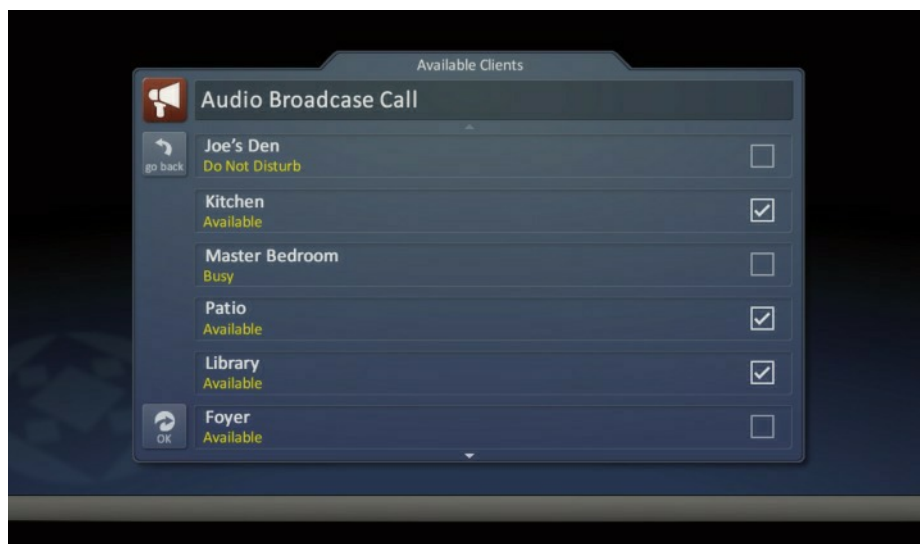 Available Clients
Audio Broadcase Call
go back
Joe's Den
Do Not Disturb
Kitchen
Available
Master Bedroom
Busy
Patio
Available
Library
Available
Foyer
Available
OK